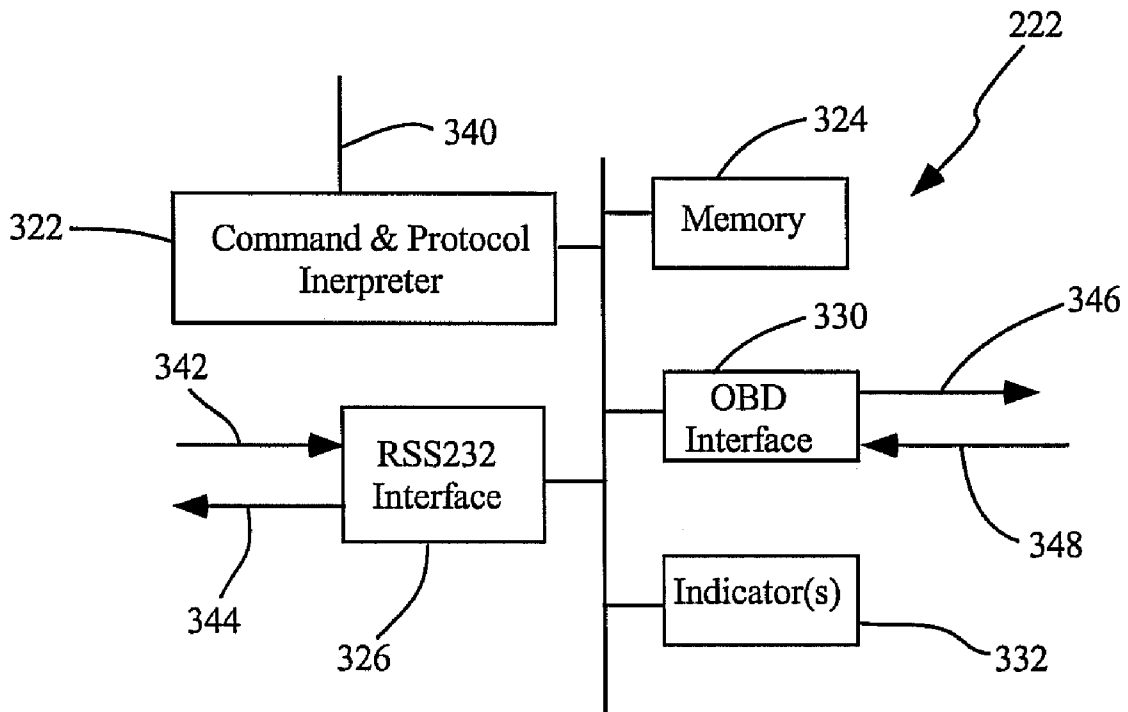 222
340
324
322
Command & Protocol
Inerpreter
Memory
330
346
342
OBD
Interface
RSS232
Interface
348
344
326
Indicator(s)
332